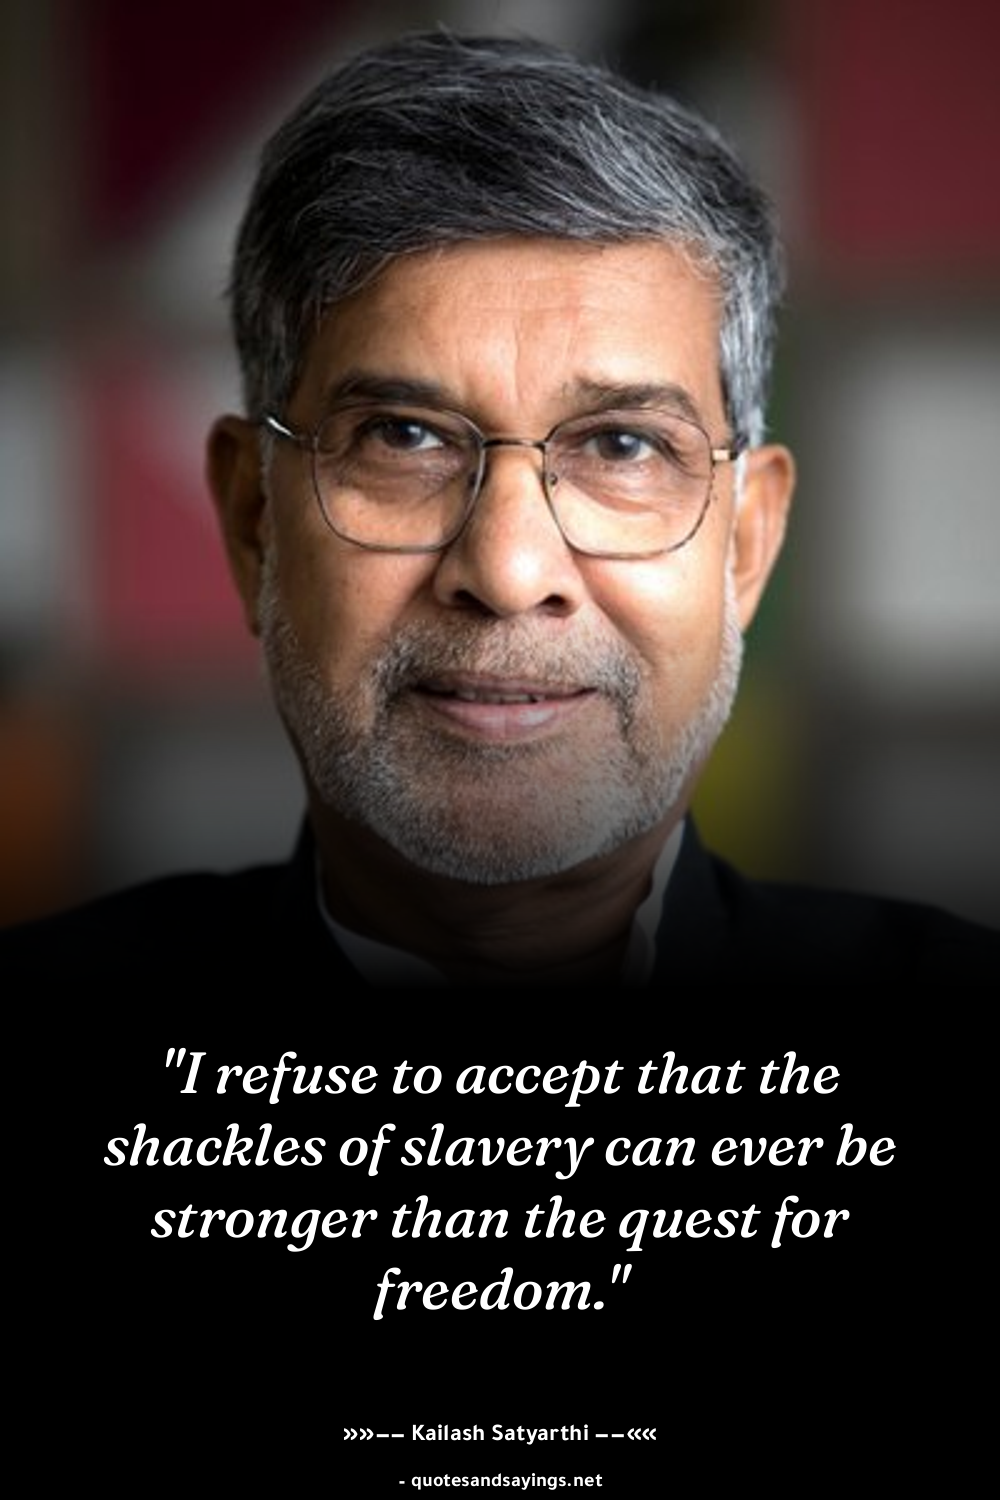 "I refuse to accept that the
shackles of slavery can ever be
stronger than the quest for
freedom."
»»−− Kailash Satyarthi −−««
- quotesandsayings.net